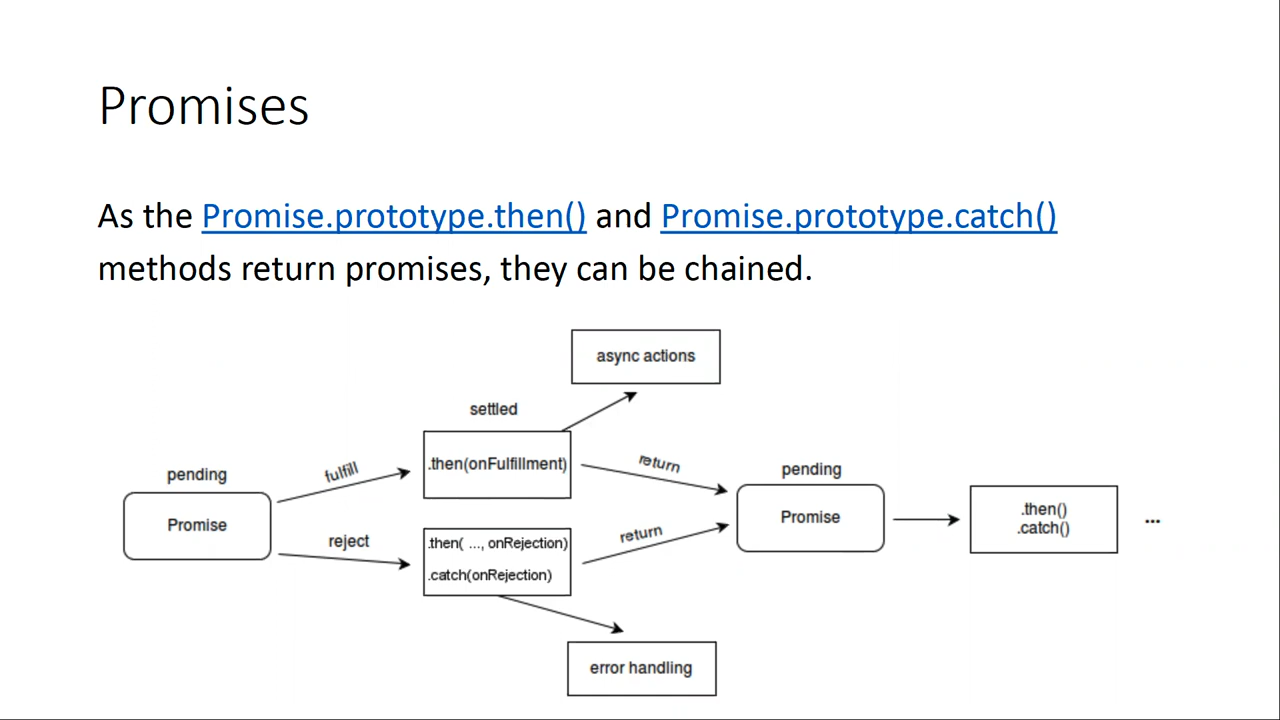 Promises
As the Promise.prototype.then() and Promise.prototype.catch()
methods return promises, they can be chained.
async actions
settled
.then(onFulfillment)
fulfill
return
pending
Promise
pending
Promise
.then()
.catch()
...
reject
.then( ..., onRejection)
.catch(onRejection)
return
error handling